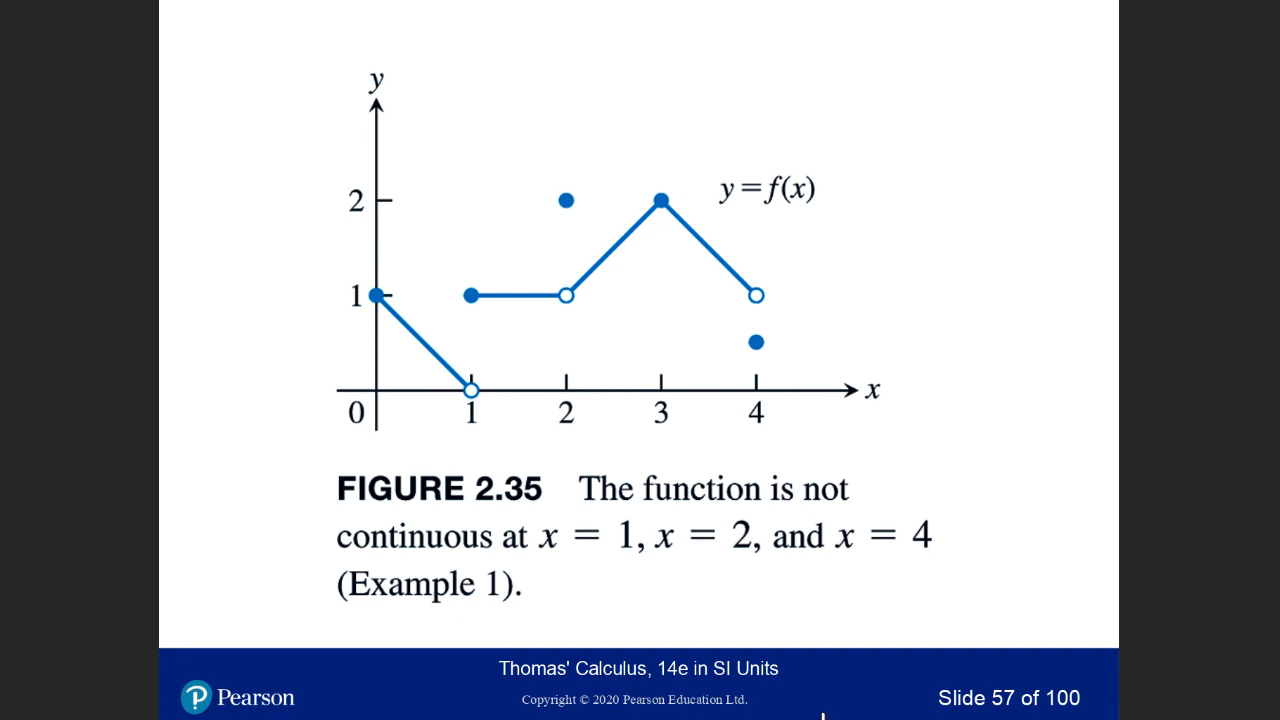 y
2
y = f(x)
1
x
0 1 2 3 4
FIGURE 2.35 The function is not
continuous at x = 1, x = 2, and x = 4
(Example 1).
Thomas' Calculus, 14e in SI Units
Pearson
Copyright © 2020 Pearson Education Ltd.
Slide 57 of 100